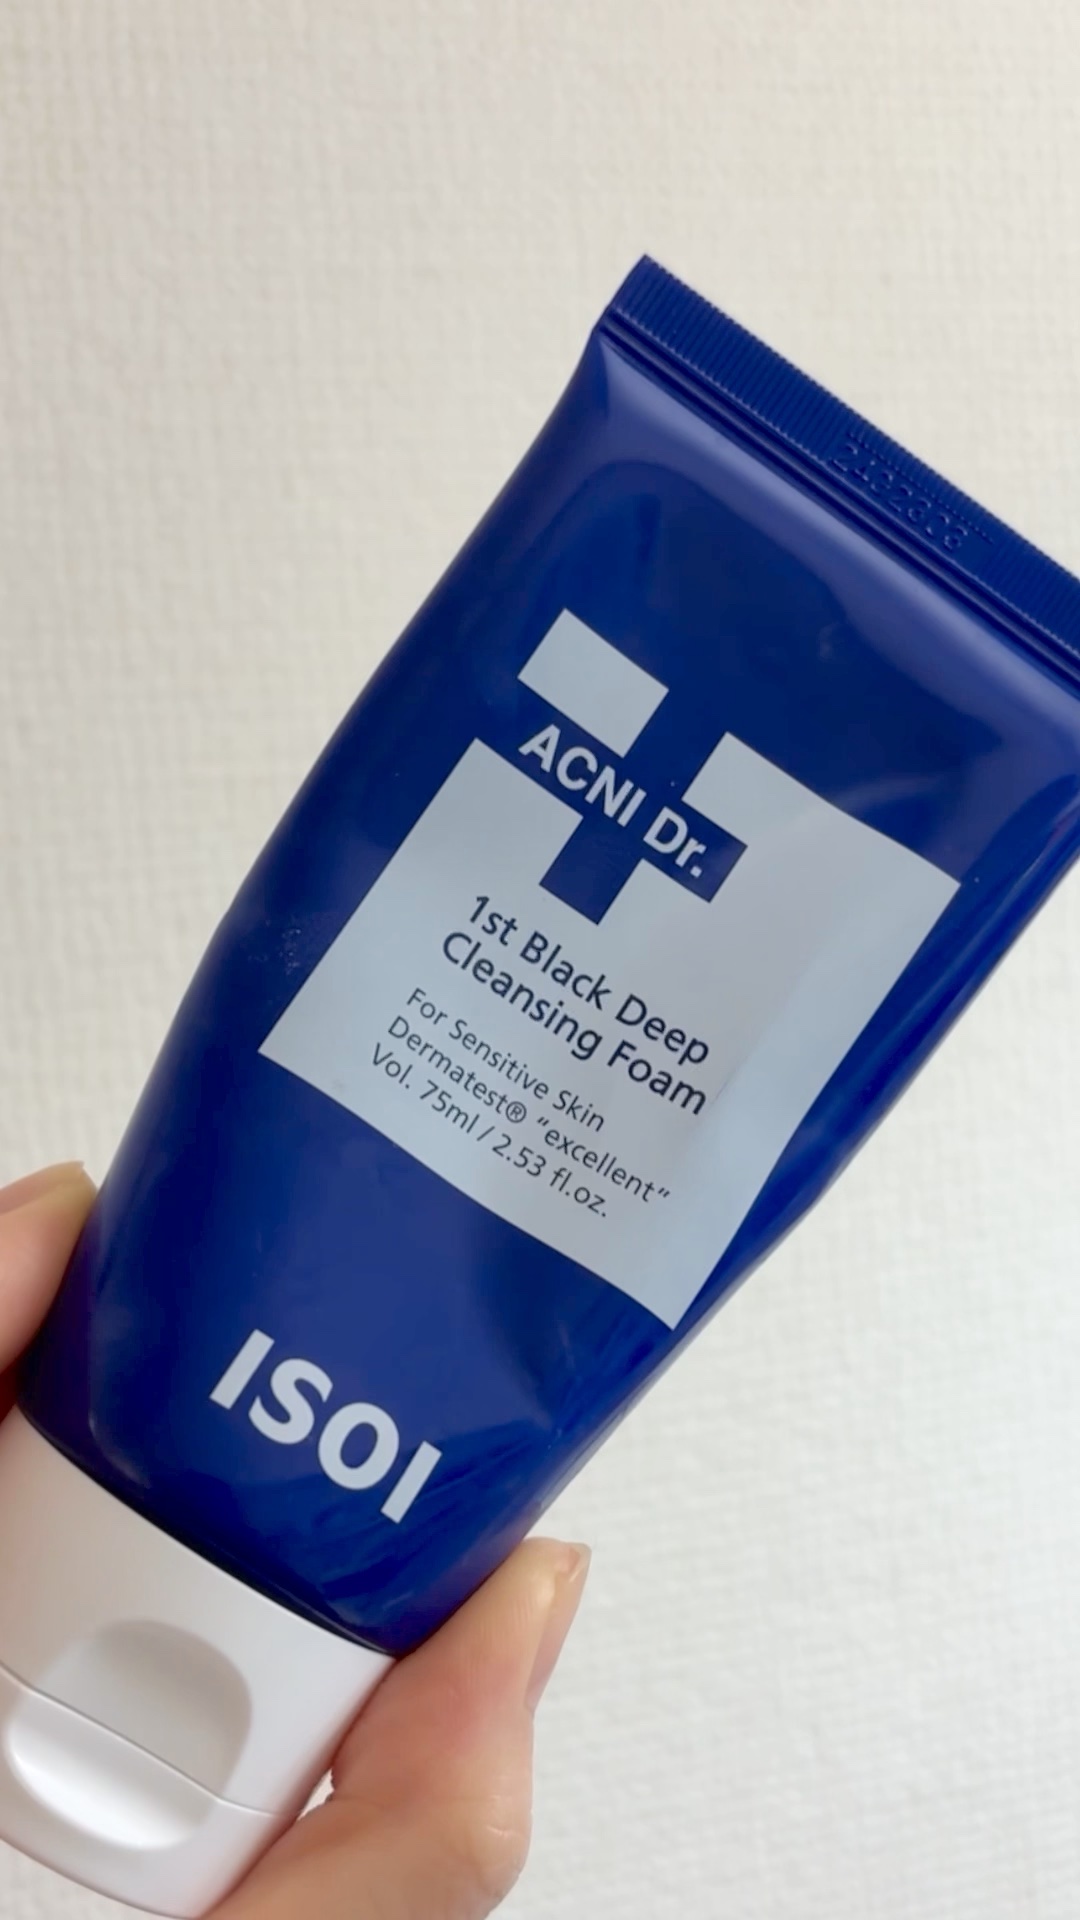 ACNI Dr.
1st Black Deep
Cleansing Foam
For Sensitive Skin
Dermatest® "excellent"
Vol. 75ml / 2.53 fl.oz.
ISOI